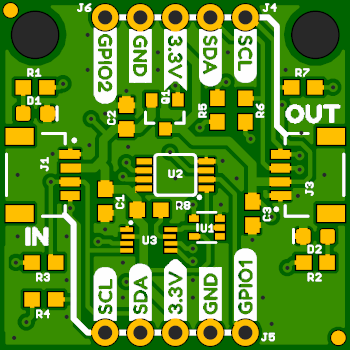 J6 J4
GPIO2 GND 3.3V SDA SCL
R1 R7
D1 C2 Q1 R5 R6
OUT
J1 U2 J3
C1 R8 C3
IN U3 U1
D2
R3 R2
R4
SCL SDA 3.3V GND GPIO1
J5